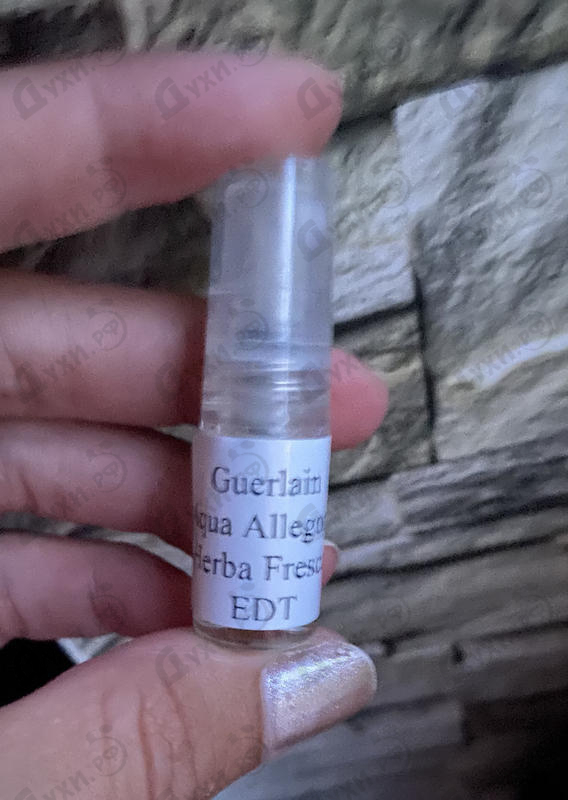 Guerlain
qua Allego
Herba Fresc
EDT
Духи.РФ